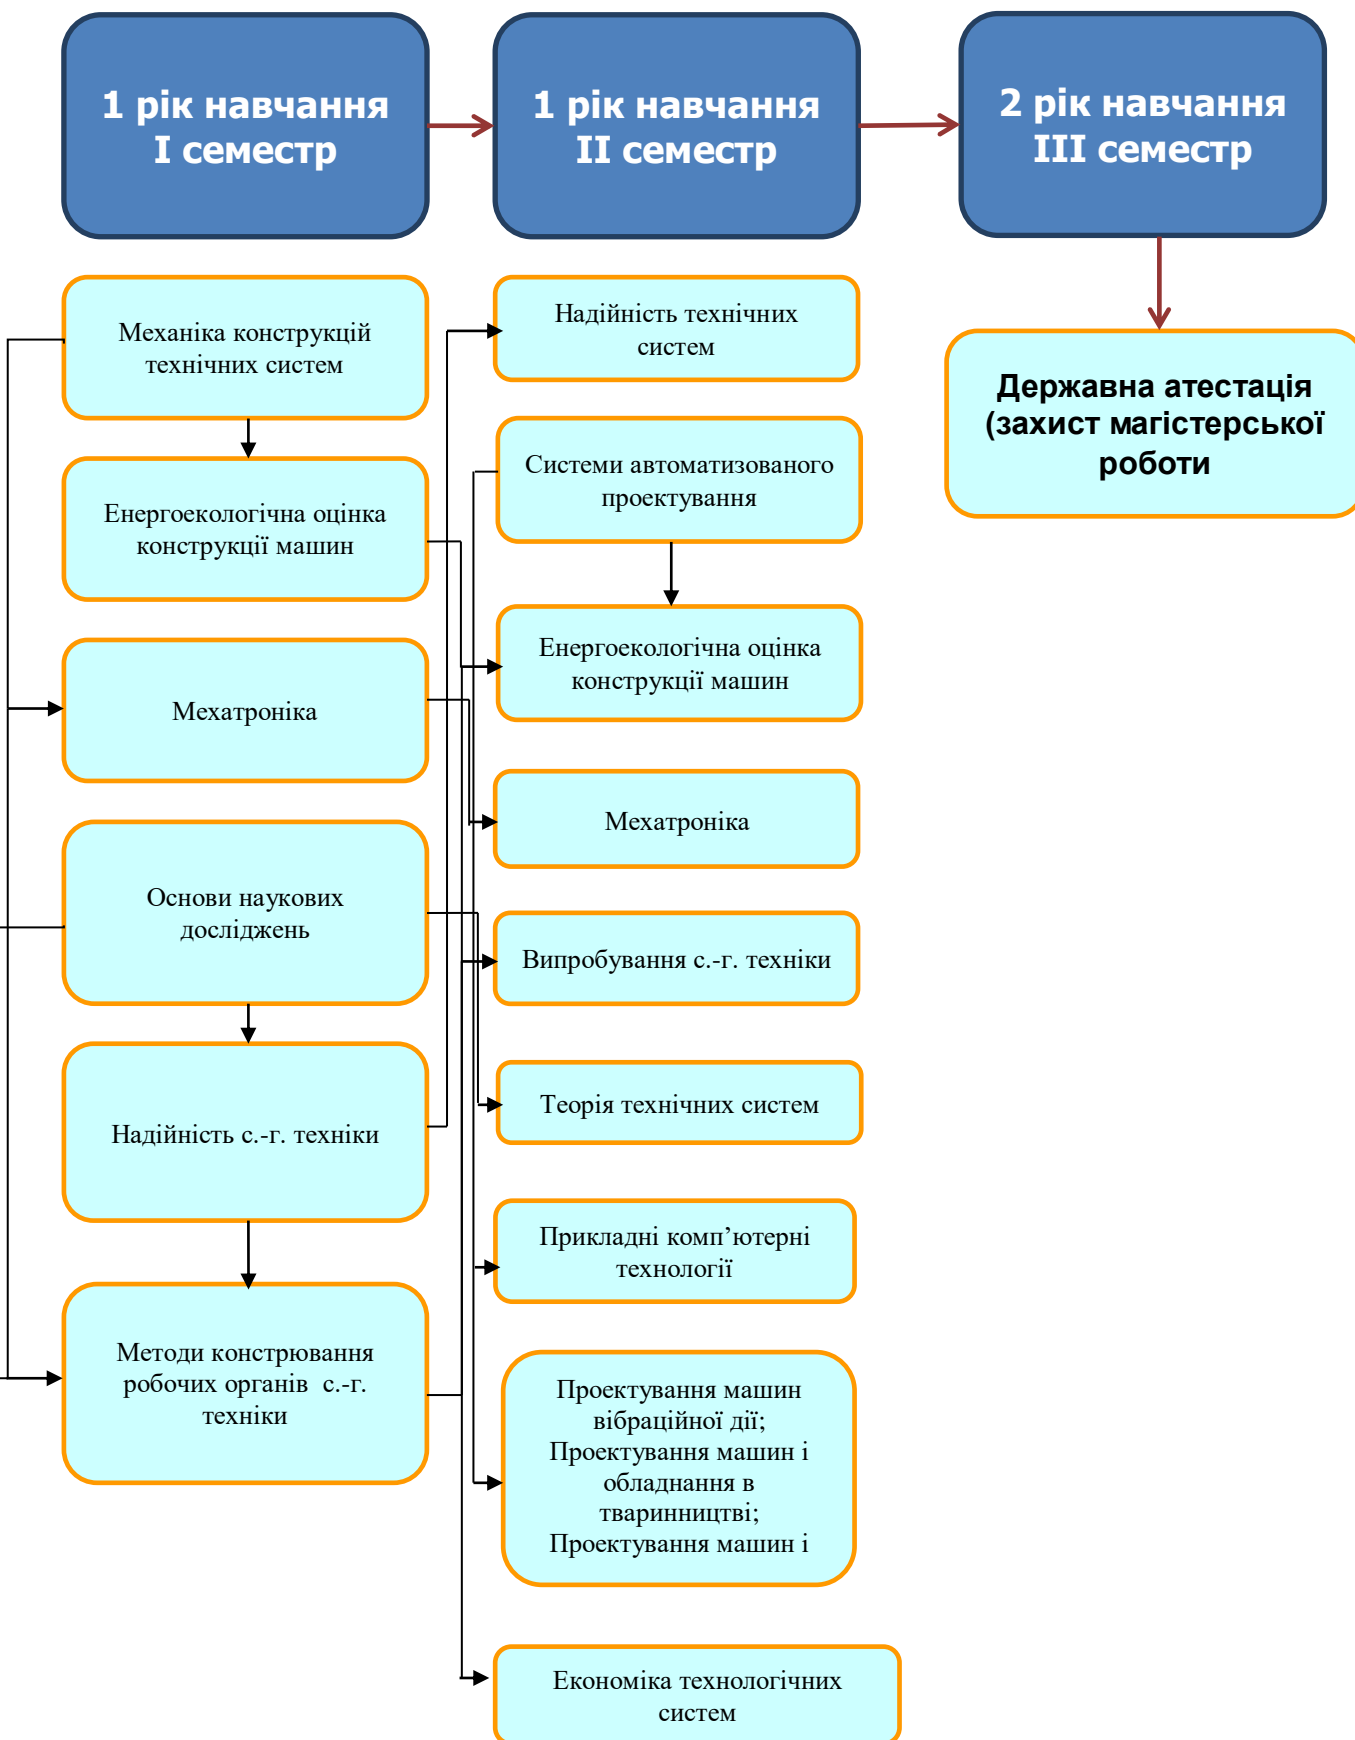 1 рік навчання
I семестр
1 рік навчання
II семестр
2 рік навчання
III семестр
Механіка конструкцій
технічних систем
Енергоекологічна оцінка
конструкції машин
Мехатроніка
Основи наукових
досліджень
Надійність с.-г. техніки
Методи констрювання
робочих органів с.-г.
техніки
Надійність технічних
систем
Системи автоматизованого
проектування
Енергоекологічна оцінка
конструкції машин
Мехатроніка
Випробування с.-г. техніки
Теорія технічних систем
Прикладні комп’ютерні
технології
Проектування машин
вібраційної дії;
Проектування машин і
обладнання в
тваринництві;
Проектування машин і
Економіка технологічних
систем
Державна атестація
(захист магістерської
роботи